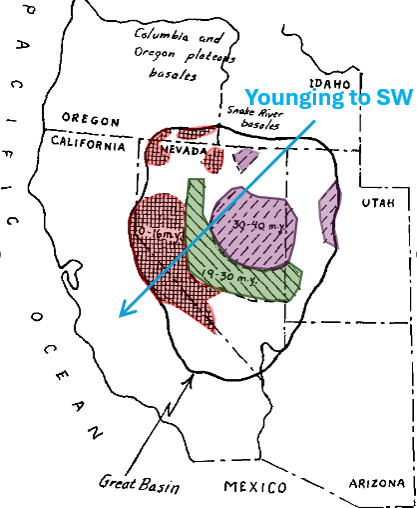 PACIFIC
OCEAN
Columbia and
Oregon plateaus
basalts
IDAHO
Younging to SW
Snake River
basalts
OREGON
CALIFORNIA
NEVADA
UTAH
30-40 m.y.
0-16 m.y.
19-30 m.y.
Great Basin
MEXICO
ARIZONA